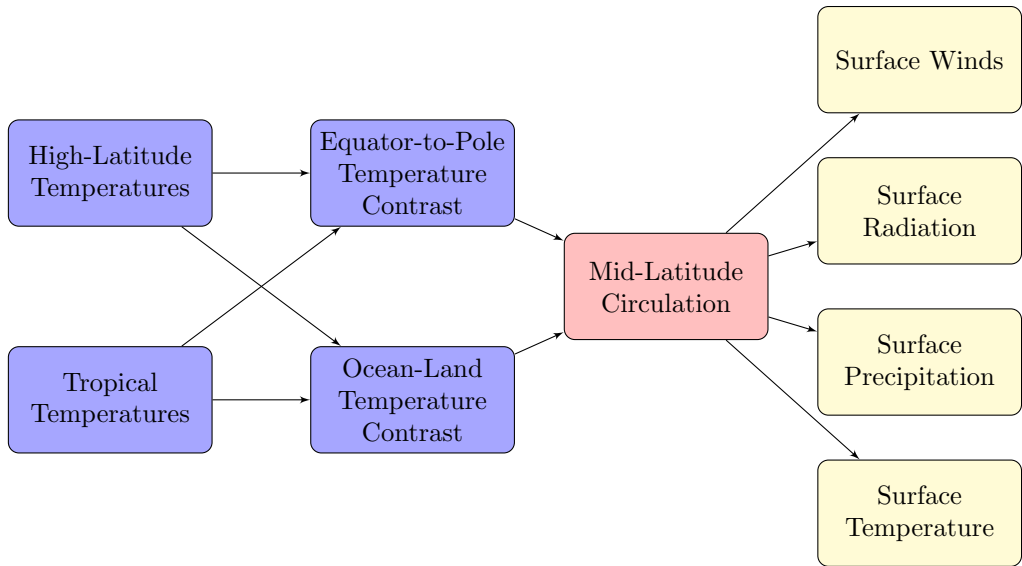 High-Latitude
Temperatures
Tropical
Temperatures
Equator-to-Pole
Temperature
Contrast
Ocean-Land
Temperature
Contrast
Mid-Latitude
Circulation
Surface Winds
Surface
Radiation
Surface
Precipitation
Surface
Temperature